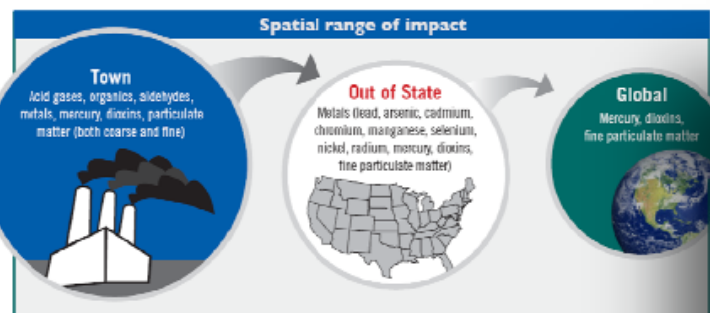 Spatial range of impact
Town
Acid gases, organics, aldehydes,
metals, mercury, dioxins, particulate
matter (both coarse and fine)
Out of State
Metals (lead, arsenic, cadmium,
chromium, manganese, selenium,
nickel, radium, mercury, dioxins,
fine particulate matter)
Global
Mercury, dioxins,
fine particulate matter